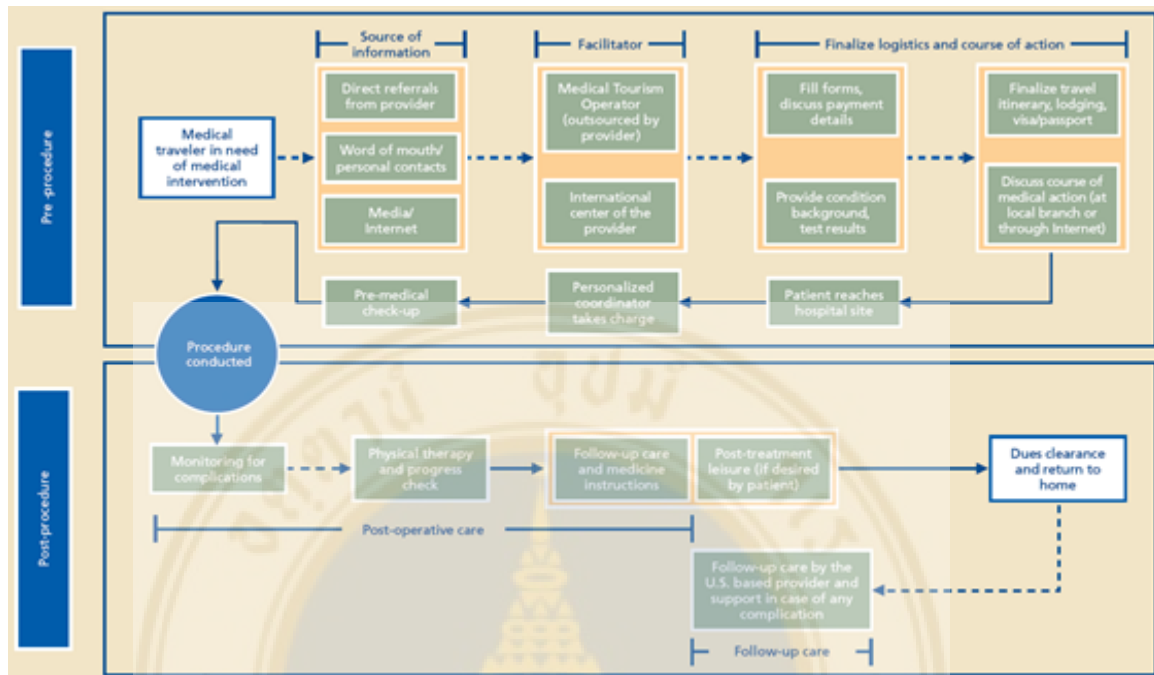 Pre -procedure
Source of
information
Facilitator
Finalize logistics and course of action
Medical
traveler in need
of medical
intervention
Direct referrals
from provider
Word of mouth/
personal contacts
Media/
Internet
Medical Tourism
Operator
(outsourced by
provider)
International
center of the
provider
Fill forms,
discuss payment
details
Provide condition
background,
test results
Finalize travel
itinerary, lodging,
visa/passport
Discuss course of
medical action (at
local branch or
through Internet)
Patient reaches
hospital site
Personalized
coordinator
takes charge
Pre-medical
check-up
Procedure
conducted
Post-procedure
Monitoring for
complications
Physical therapy
and progress
check
Follow-up care
and medicine
instructions
Post-treatment
leisure (if desired
by patient)
Dues clearance
and return to
home
Post-operative care
Follow-up care by the
U.S. based provider and
support in case of any
complication
Follow-up care